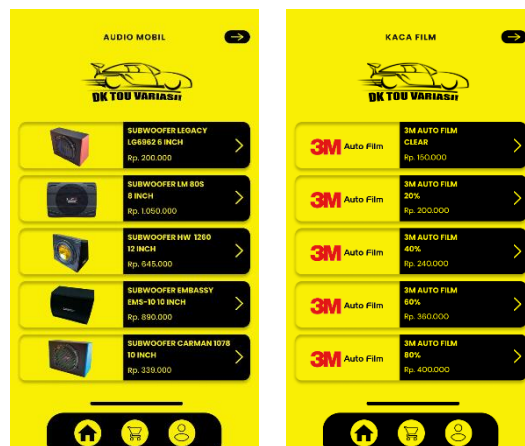 AUDIO MOBIL
DK TOU VARIASI!
SUBWOOFER LEGACY
LG6962 6 INCH
Rp. 200.000
SUBWOOFER LM 80S
8 INCH
Rp. 1.050.000
SUBWOOFER HW 1260
12 INCH
Rp. 645.000
SUBWOOFER EMBASSY
EMS-10 10 INCH
Rp. 890.000
SUBWOOFER CARMAN 1078
10 INCH
Rp. 339.000
KACA FILM
DK TOU VARIASI!
3M Auto Film
3M AUTO FILM
CLEAR
Rp. 150.000
3M Auto Film
3M AUTO FILM
20%
Rp. 200.000
3M Auto Film
3M AUTO FILM
40%
Rp. 240.000
3M Auto Film
3M AUTO FILM
60%
Rp. 360.000
3M Auto Film
3M AUTO FILM
80%
Rp. 400.000